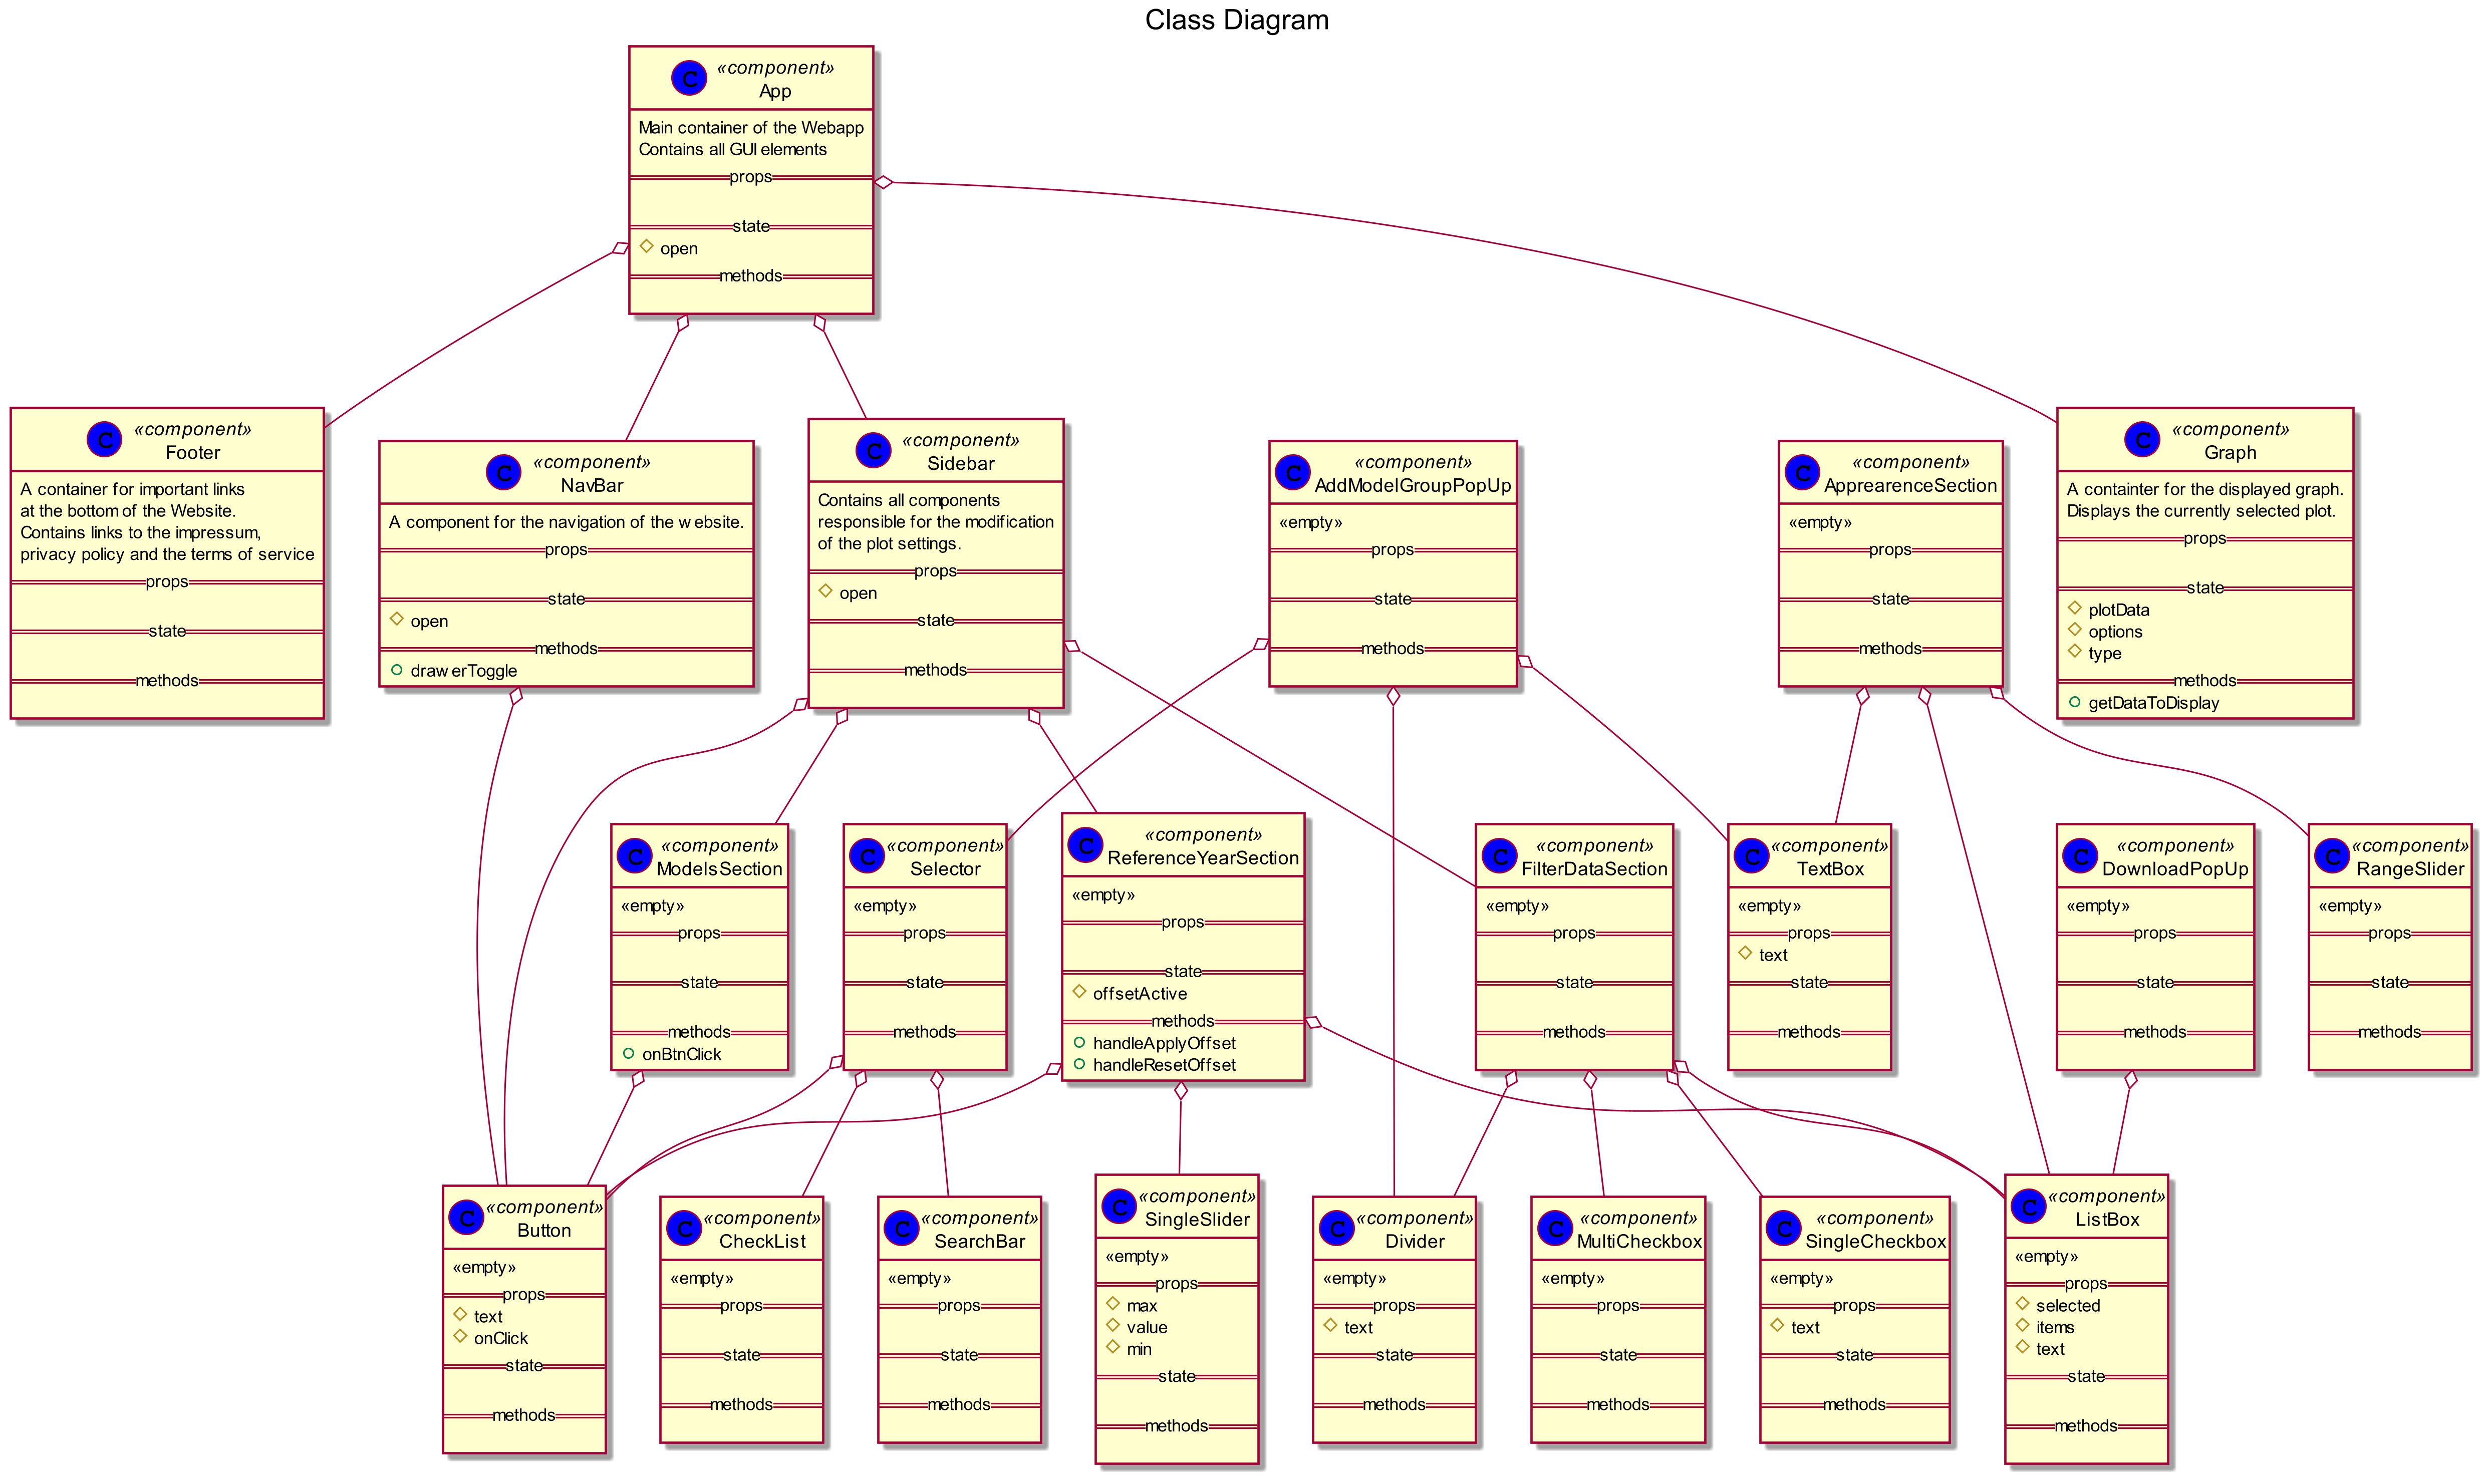 Class Diagram
C
«component»
App
Main container of the Webapp
Contains all GUI elements
props
state
open
methods
C
«component»
Footer
A container for important links
at the bottom of the Website.
Contains links to the impressum,
privacy policy and the terms of service
props
state
methods
C
«component»
NavBar
A component for the navigation of the website.
props
state
open
methods
drawerToggle
C
«component»
Sidebar
Contains all components
responsible for the modification
of the plot settings.
props
open
state
methods
C
«component»
AddModelGroupPopUp
«empty»
props
state
methods
C
«component»
ApprearenceSection
«empty»
props
state
methods
C
«component»
Graph
A containter for the displayed graph.
Displays the currently selected plot.
props
state
plotData
options
type
methods
getDataToDisplay
C
«component»
ModelsSection
«empty»
props
state
methods
onBtnClick
C
«component»
Selector
«empty»
props
state
methods
C
«component»
ReferenceYearSection
«empty»
props
state
offsetActive
methods
handleApplyOffset
handleResetOffset
C
«component»
FilterDataSection
«empty»
props
state
methods
C
«component»
TextBox
«empty»
props
text
state
methods
C
«component»
DownloadPopUp
«empty»
props
state
methods
C
«component»
RangeSlider
«empty»
props
state
methods
C
«component»
Button
«empty»
props
text
onClick
state
methods
C
«component»
CheckList
«empty»
props
state
methods
C
«component»
SearchBar
«empty»
props
state
methods
C
«component»
SingleSlider
«empty»
props
max
value
min
state
methods
C
«component»
Divider
«empty»
props
text
state
methods
C
«component»
MultiCheckbox
«empty»
props
state
methods
C
«component»
SingleCheckbox
«empty»
props
text
state
methods
C
«component»
ListBox
«empty»
props
selected
items
text
state
methods